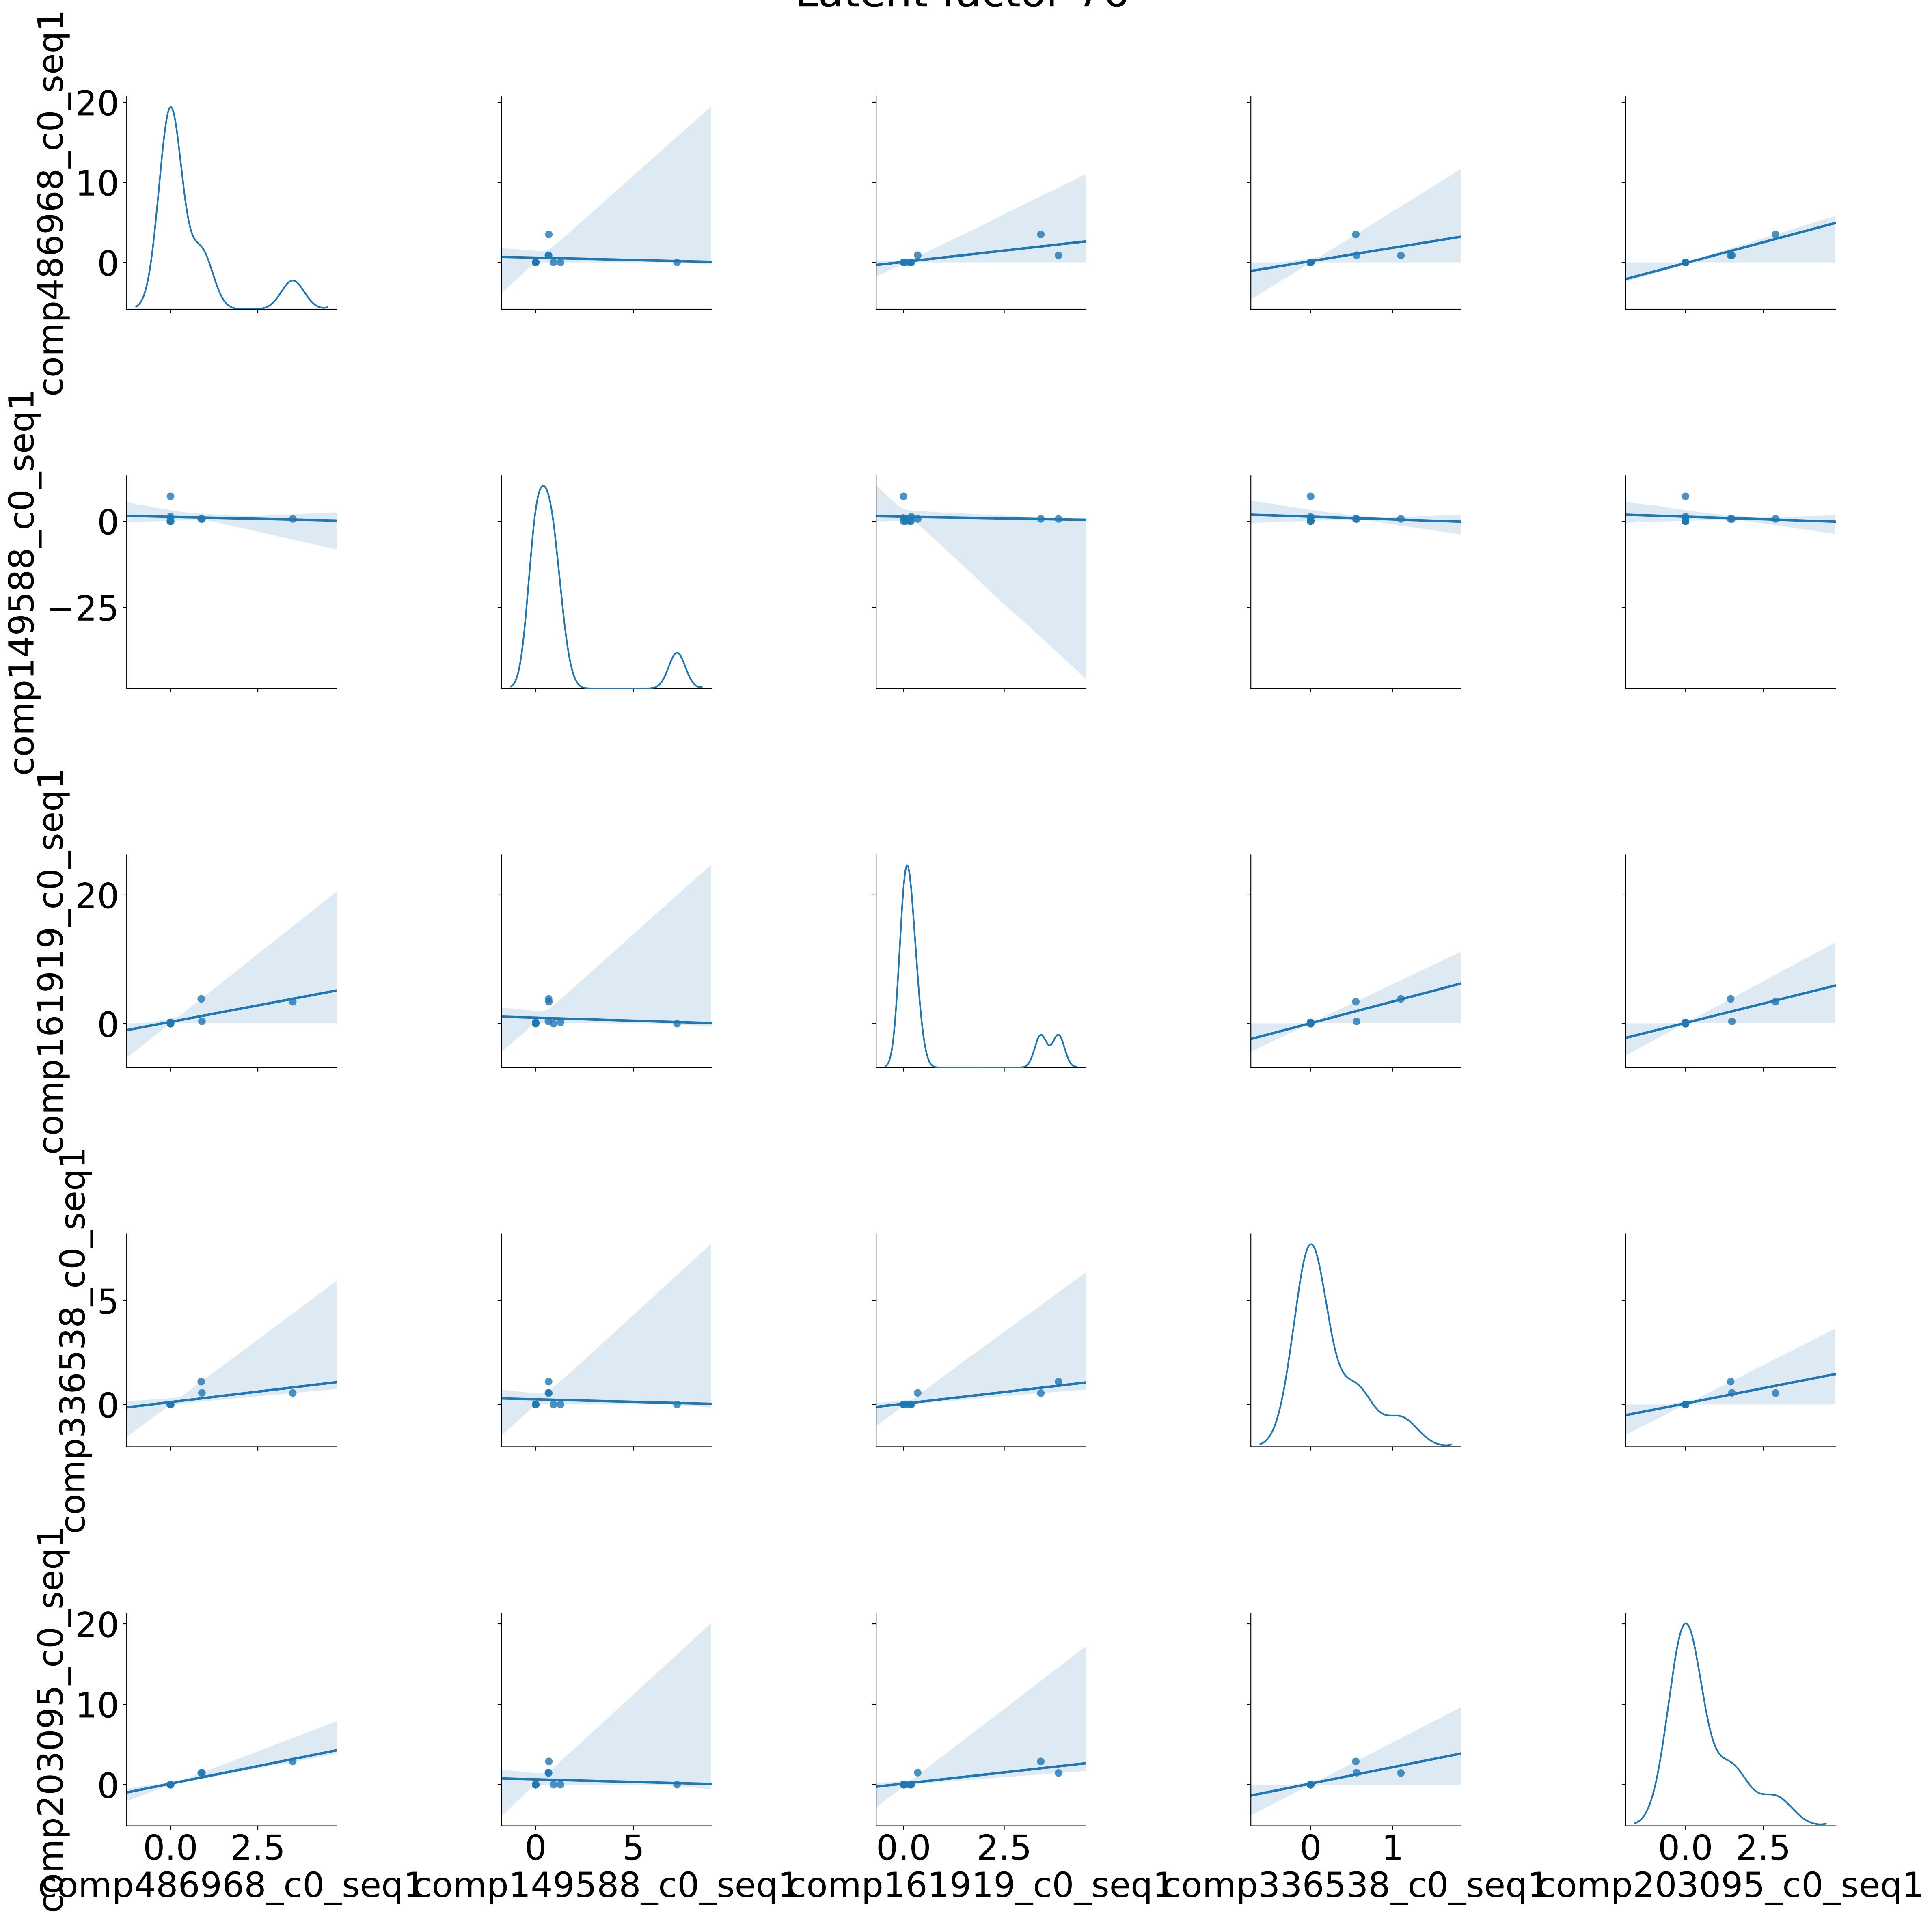 Latent factor 76
comp486968_c0_seq1
20
10
0
comp149588_c0_seq1
0
−25
comp161919_c0_seq1
20
0
comp336538_c0_seq1
5
0
comp203095_c0_seq1
20
10
0
0.0 2.5 0 5 0.0 2.5 0 1 0.0 2.5
comp486968_c0_seq1 comp149588_c0_seq1 comp161919_c0_seq1 comp336538_c0_seq1 comp203095_c0_seq1